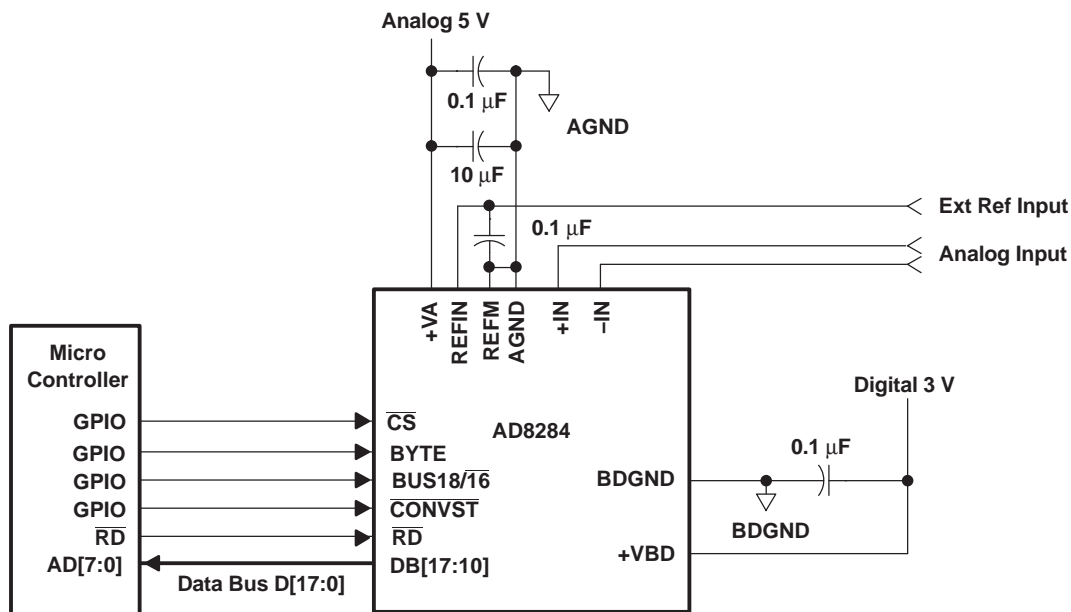 Analog 5 V
0.1 μF
AGND
10 μF
Ext Ref Input
0.1 μF
Analog Input
+VA
REFIN
REFM
AGND
+IN
–IN
Micro
Controller
Digital 3 V
GPIO
CS
AD8284
0.1 μF
GPIO
BYTE
GPIO
BUS18/16
BDGND
GPIO
CONVST
RD
RD
BDGND
AD[7:0]
DB[17:10]
+VBD
Data Bus D[17:0]